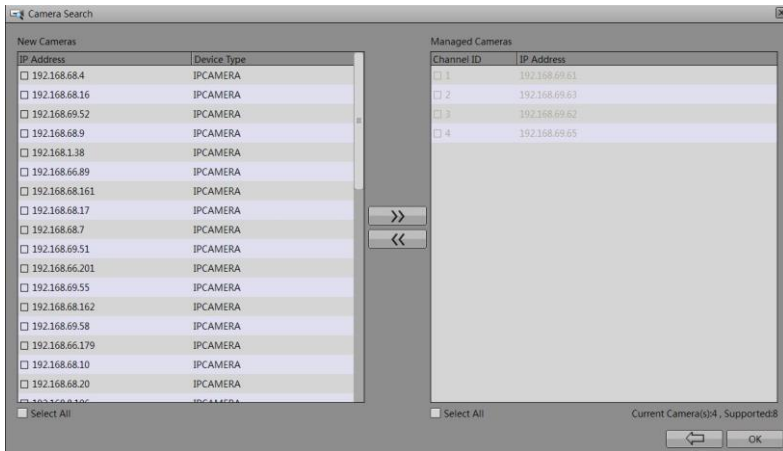 Camera Search
New Cameras
IP Address Device Type
192.168.68.4 IPCAMERA
192.168.68.16 IPCAMERA
192.168.69.52 IPCAMERA
192.168.68.9 IPCAMERA
192.168.1.38 IPCAMERA
192.168.66.89 IPCAMERA
192.168.68.161 IPCAMERA
192.168.68.17 IPCAMERA
192.168.68.7 IPCAMERA
192.168.69.51 IPCAMERA
192.168.66.201 IPCAMERA
192.168.69.55 IPCAMERA
192.168.68.162 IPCAMERA
192.168.69.58 IPCAMERA
192.168.66.179 IPCAMERA
192.168.68.10 IPCAMERA
192.168.68.20 IPCAMERA
IPCAMERA
Select All
>>
<<
Managed Cameras
Channel ID IP Address
1 192.168.69.61
2 192.168.69.63
3 192.168.69.62
4 192.168.69.65
Select All
Current Camera(s):4 , Supported:8
OK